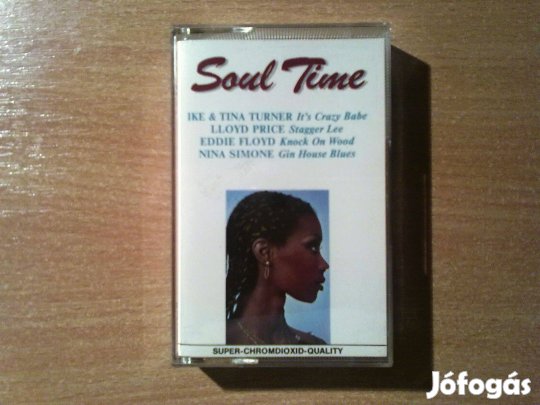 Soul Time
IKE & TINA TURNER It's Crazy Babe
LLOYD PRICE Stagger Lee
EDDIE FLOYD Knock On Wood
NINA SIMONE Gin House Blues
SUPER-CHROMDIOXID-QUALITY
Jófogás